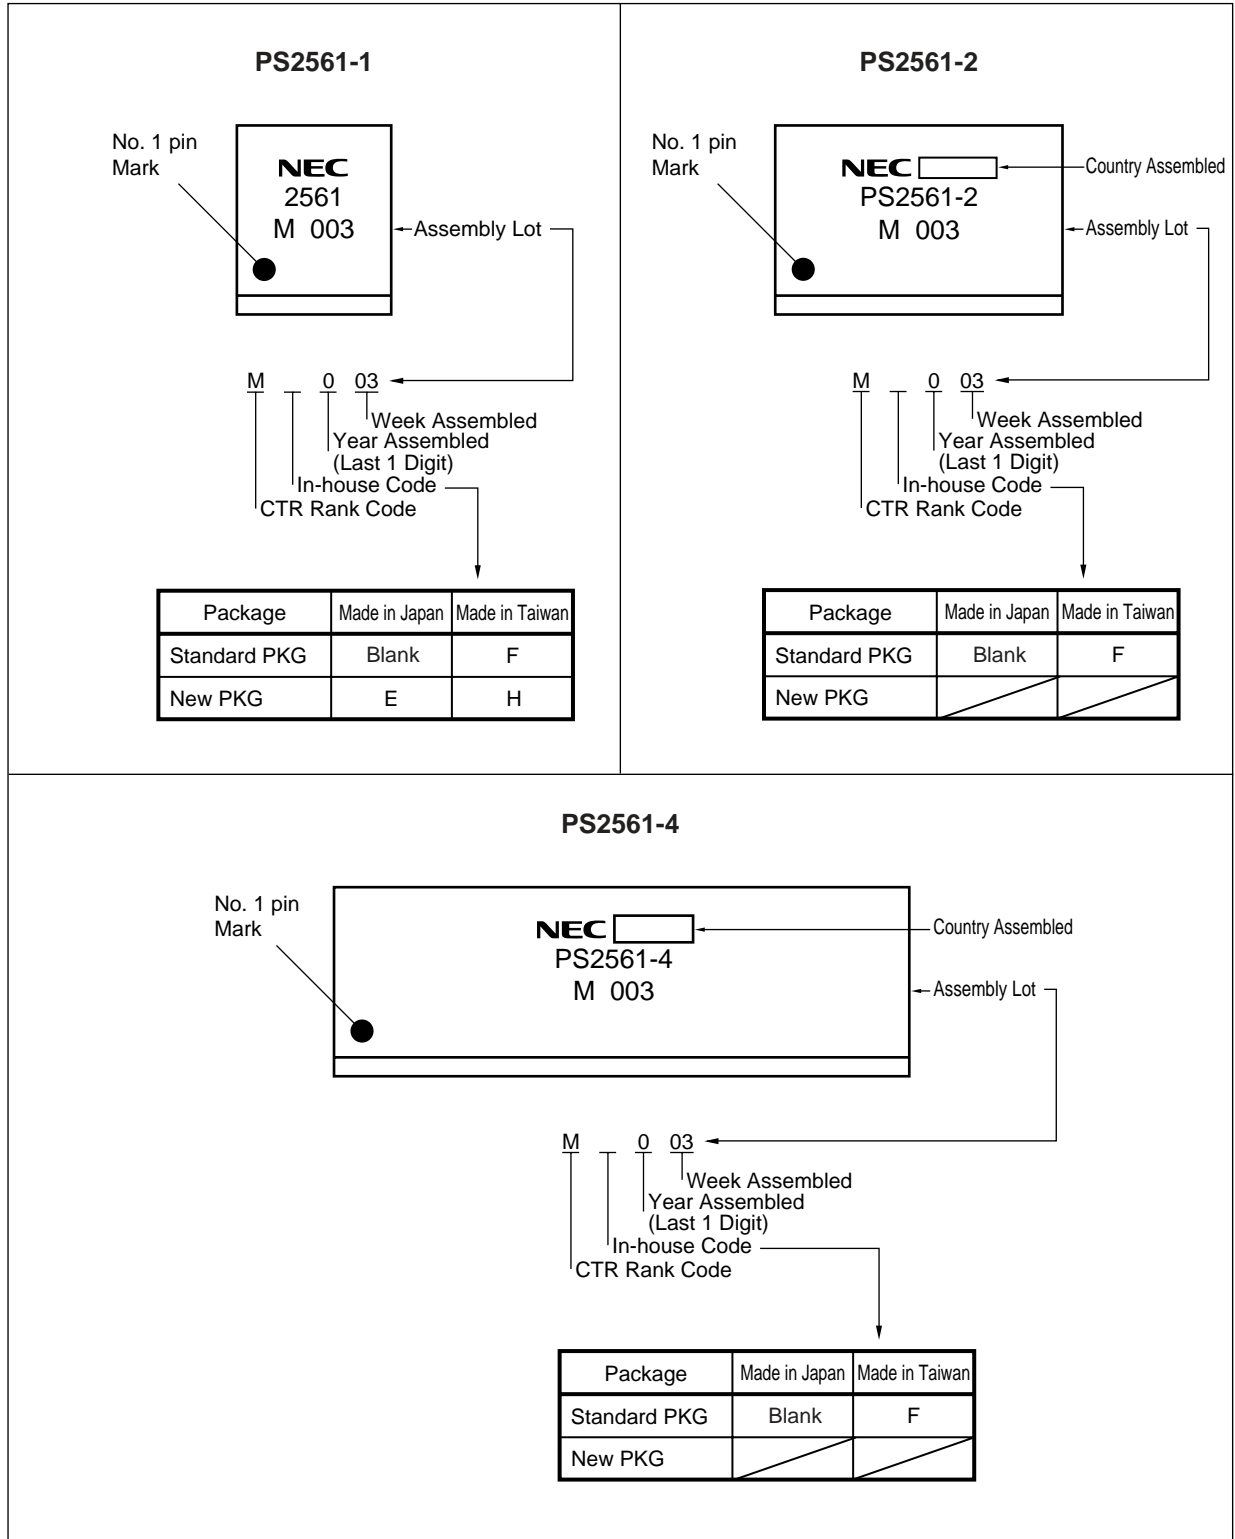 PS2561-1
No. 1 pin
Mark
NEC
2561
M 003
Assembly Lot
M 0 03
Week Assembled
Year Assembled
(Last 1 Digit)
In-house Code
CTR Rank Code
Package Made in Japan Made in Taiwan
Standard PKG Blank F
New PKG E H
PS2561-2
No. 1 pin
Mark
NEC
Country Assembled
PS2561-2
M 003
Assembly Lot
M 0 03
Week Assembled
Year Assembled
(Last 1 Digit)
In-house Code
CTR Rank Code
Package Made in Japan Made in Taiwan
Standard PKG Blank F
New PKG
PS2561-4
No. 1 pin
Mark
NEC
Country Assembled
PS2561-4
M 003
Assembly Lot
M 0 03
Week Assembled
Year Assembled
(Last 1 Digit)
In-house Code
CTR Rank Code
Package Made in Japan Made in Taiwan
Standard PKG Blank F
New PKG